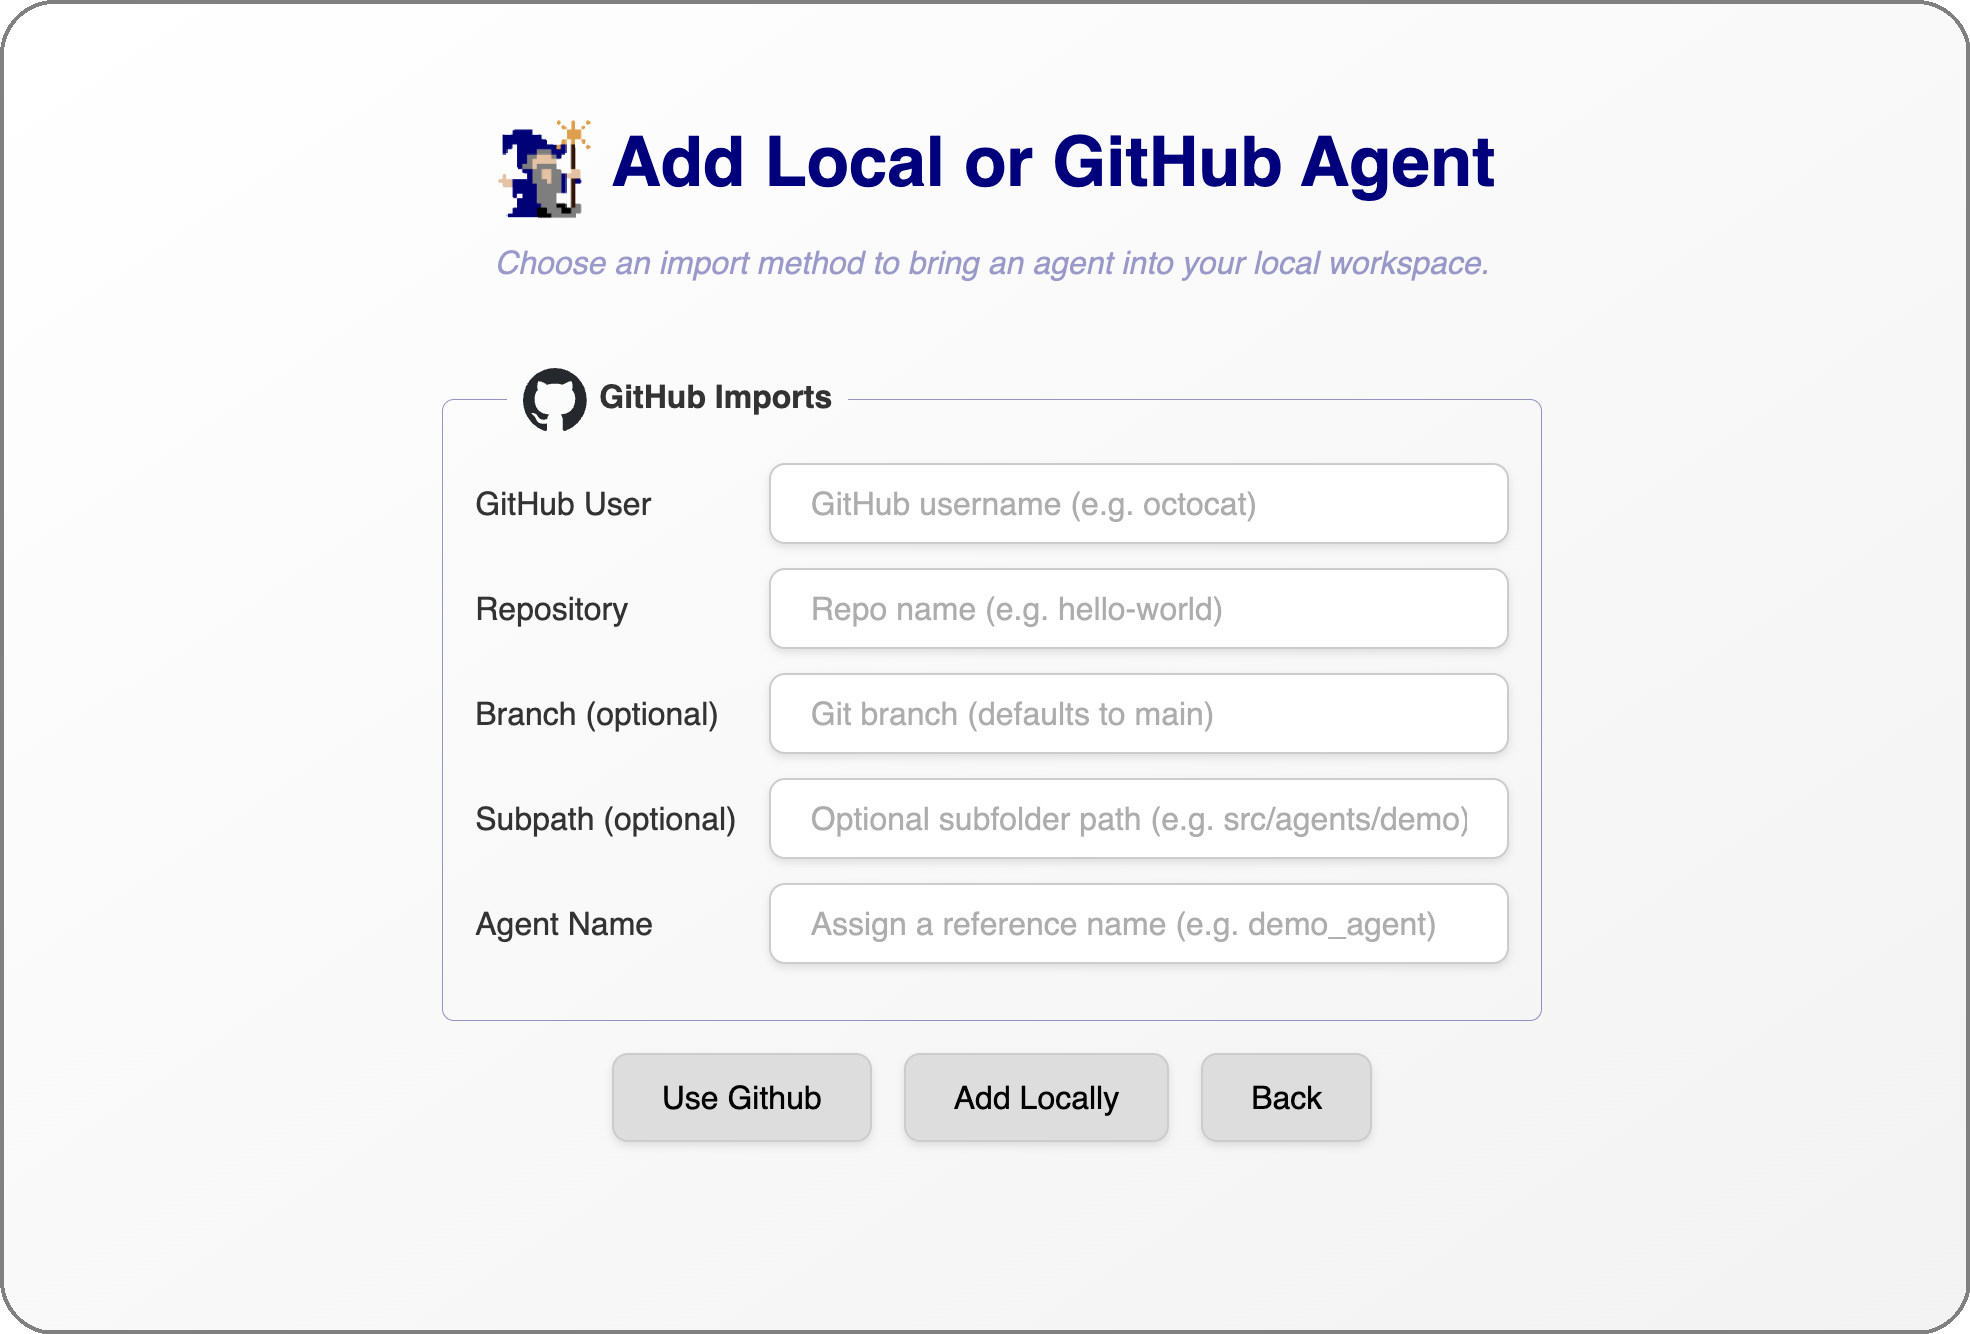 Add Local or GitHub Agent
Choose an import method to bring an agent into your local workspace.
GitHub Imports
GitHub User
GitHub username (e.g. octocat)
Repository
Repo name (e.g. hello-world)
Branch (optional)
Git branch (defaults to main)
Subpath (optional)
Optional subfolder path (e.g. src/agents/demo)
Agent Name
Assign a reference name (e.g. demo_agent)
Use Github
Add Locally
Back